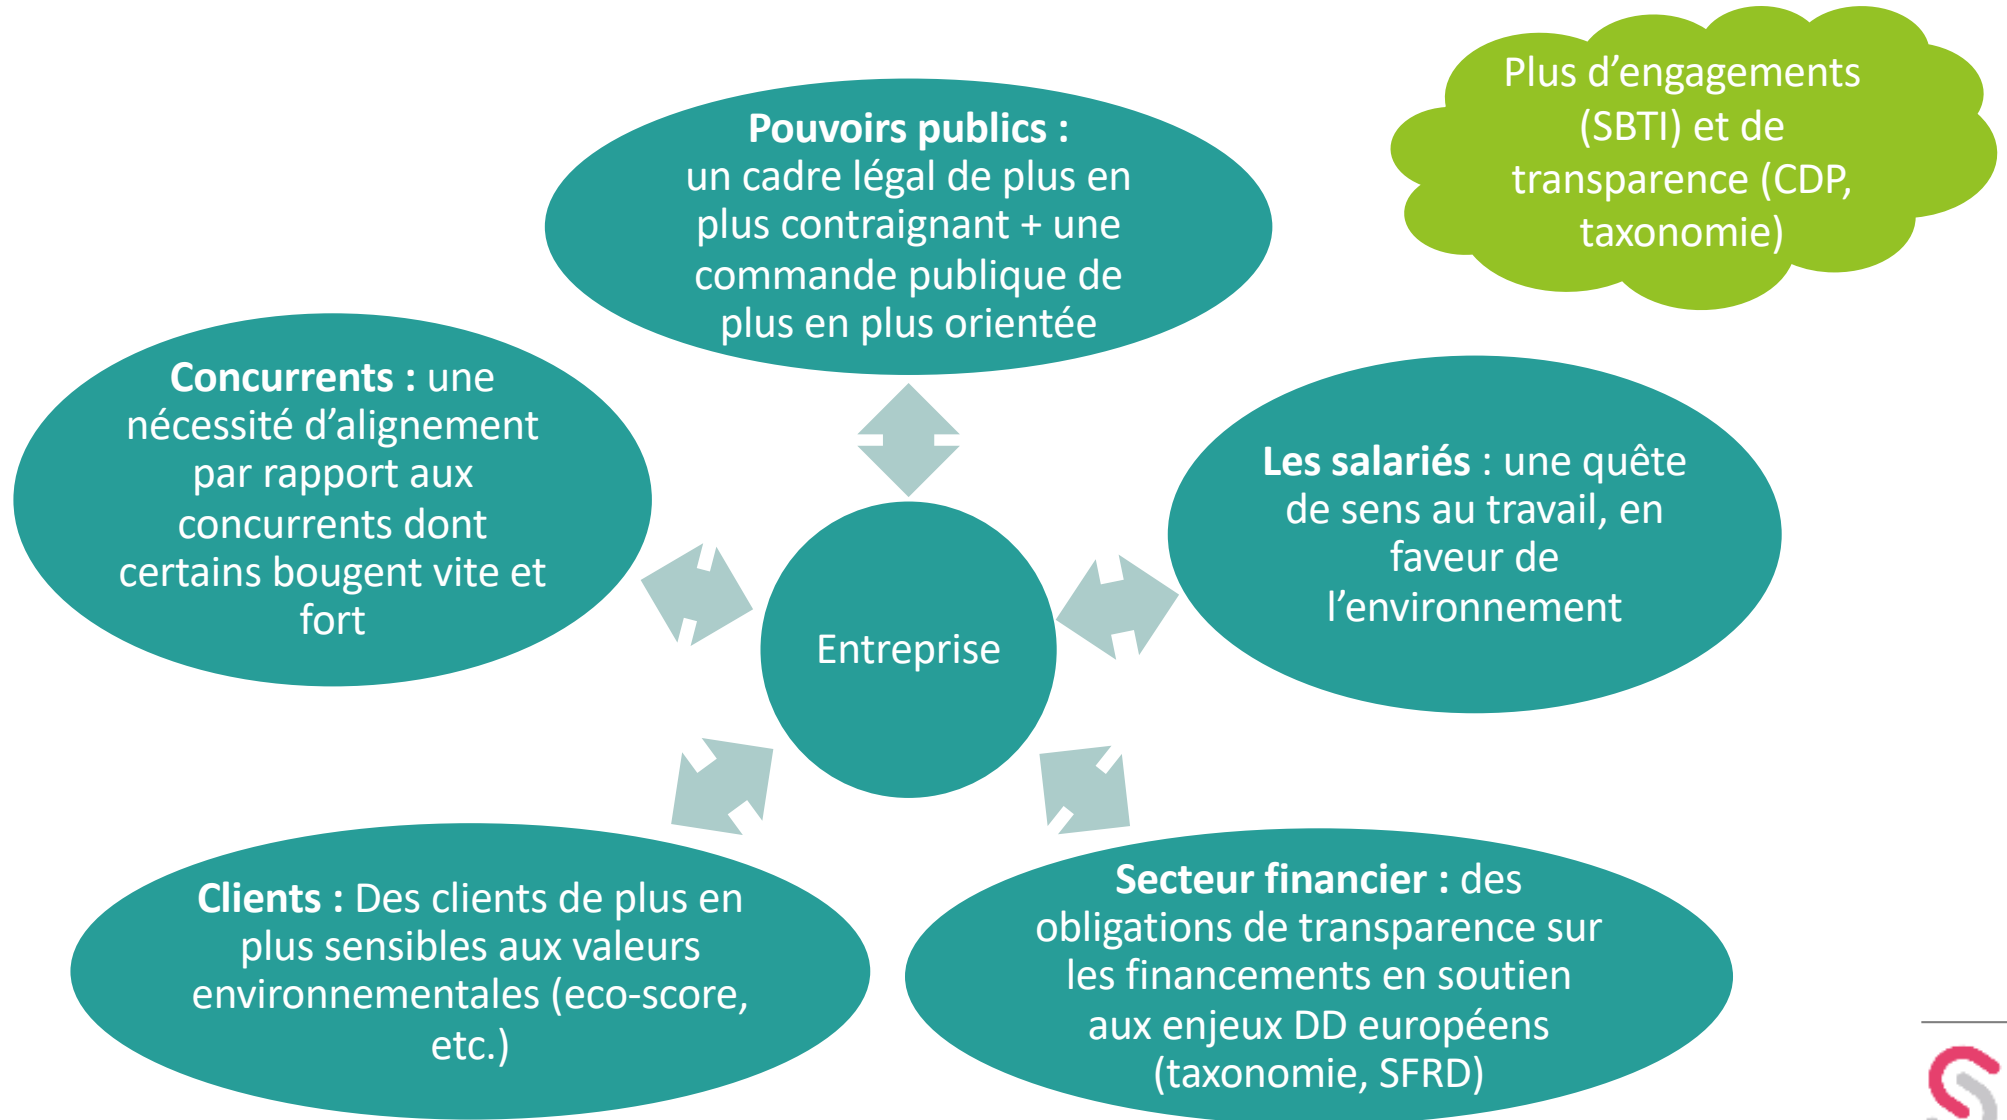 Plus d’engagements
(SBTI) et de
transparence (CDP,
taxonomie)
Pouvoirs publics :
un cadre légal de plus en
plus contraignant + une
commande publique de
plus en plus orientée
Concurrents : une
nécessité d’alignement
par rapport aux
concurrents dont
certains bougent vite et
fort
Les salariés : une quête
de sens au travail, en
faveur de
l’environnement
Entreprise
Clients : Des clients de plus en
plus sensibles aux valeurs
environnementales (eco-score,
etc.)
Secteur financier : des
obligations de transparence sur
les financements en soutien
aux enjeux DD européens
(taxonomie, SFRD)